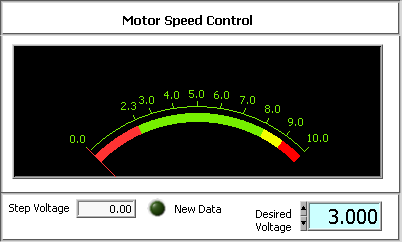 Motor Speed Control
0.0 2.3 3.0 4.0 5.0 6.0 7.0 8.0 9.0 10.0
Step Voltage 0.00 New Data
Desired Voltage 3.000